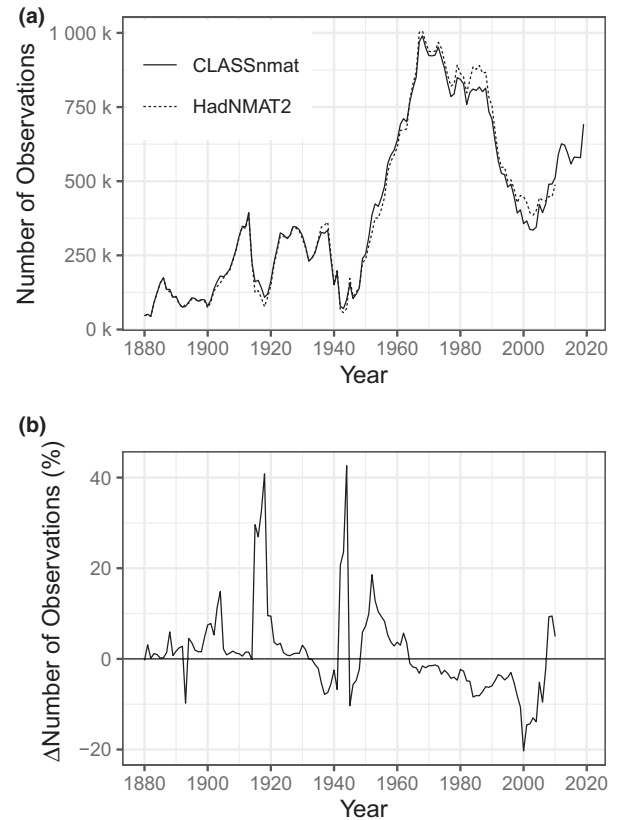 (a)
1 000 k
750 k
500 k
250 k
0 k
Number of Observations
CLASSnmat
HadNMAT2
1880 1900 1920 1940 1960 1980 2000 2020
Year
(b)
40
20
0
−20
ΔNumber of Observations (%)
1880 1900 1920 1940 1960 1980 2000 2020
Year